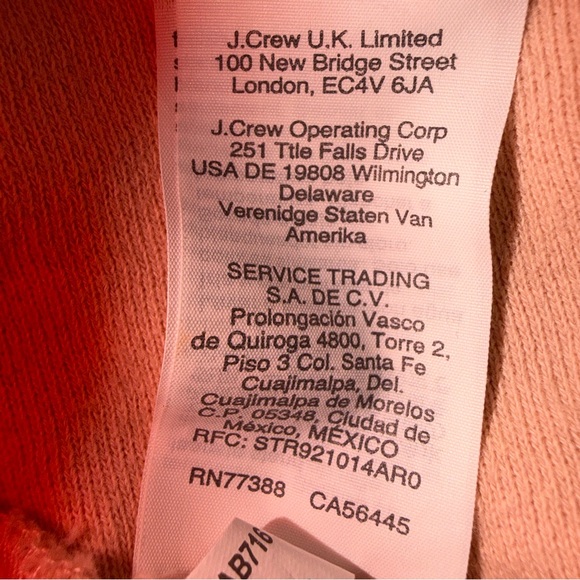 J.Crew U.K. Limited
100 New Bridge Street
London, EC4V 6JA
J.Crew Operating Corp
251 Ttle Falls Drive
USA DE 19808 Wilmington
Delaware
Verenidge Staten Van
Amerika
SERVICE TRADING
S.A. DE C.V.
Prolongación Vasco
de Quiroga 4800, Torre 2,
Piso 3 Col. Santa Fe
Cuajimalpa, Del.
Cuajimalpa de Morelos
C.P. 05348, Ciudad de
México, MÉXICO
RFC: STR921014AR0
RN77388 CA56445
AB716